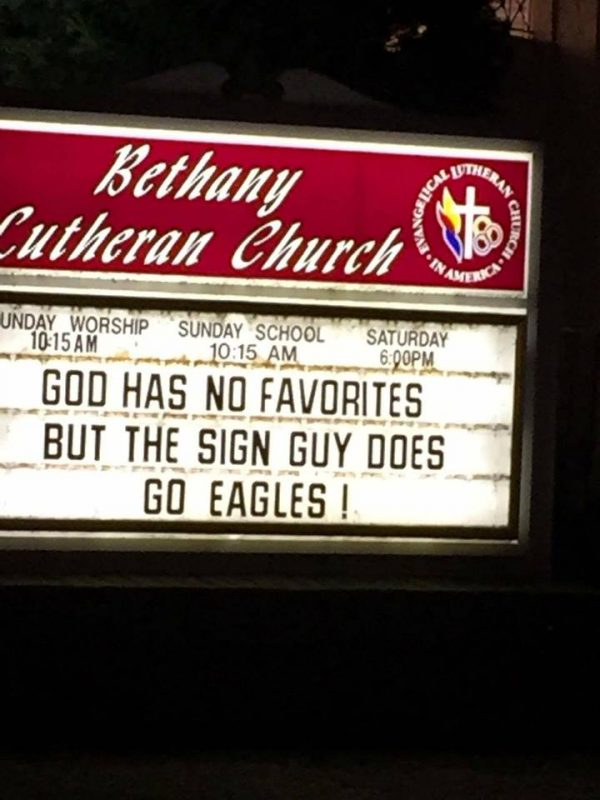 Bethany
Lutheran Church
EVANGELICAL LUTHERAN CHURCH
IN AMERICA
UNDAY WORSHIP
10:15 AM
SUNDAY SCHOOL
10:15 AM
SATURDAY
6:00PM
GOD HAS NO FAVORITES
BUT THE SIGN GUY DOES
GO EAGLES !